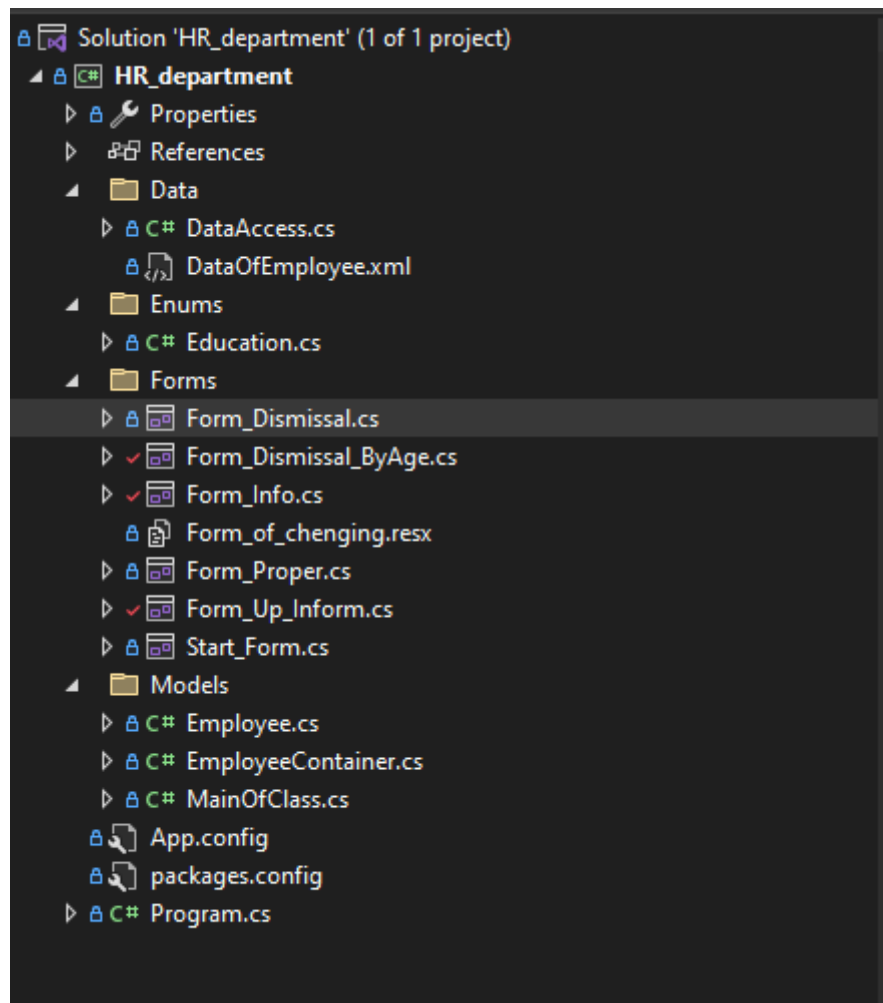 Solution 'HR_department' (1 of 1 project)
C# HR_department
Properties
References
Data
C# DataAccess.cs
DataOfEmployee.xml
Enums
C# Education.cs
Forms
Form_Dismissal.cs
Form_Dismissal_ByAge.cs
Form_Info.cs
Form_of_chenging.resx
Form_Proper.cs
Form_Up_Inform.cs
Start_Form.cs
Models
C# Employee.cs
C# EmployeeContainer.cs
C# MainOfClass.cs
App.config
packages.config
C# Program.cs